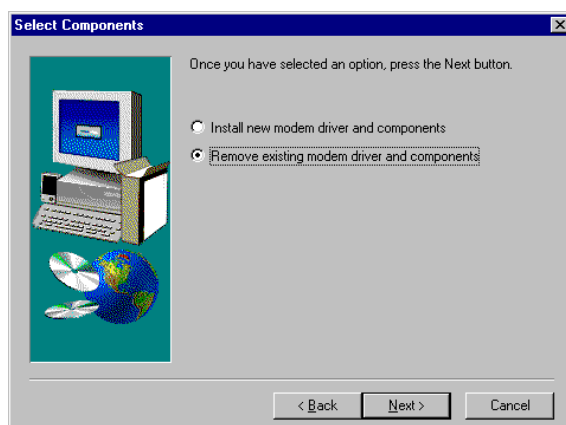 Select Components
Once you have selected an option, press the Next button.
Install new modem driver and components
Remove existing modem driver and components
< Back
Next >
Cancel